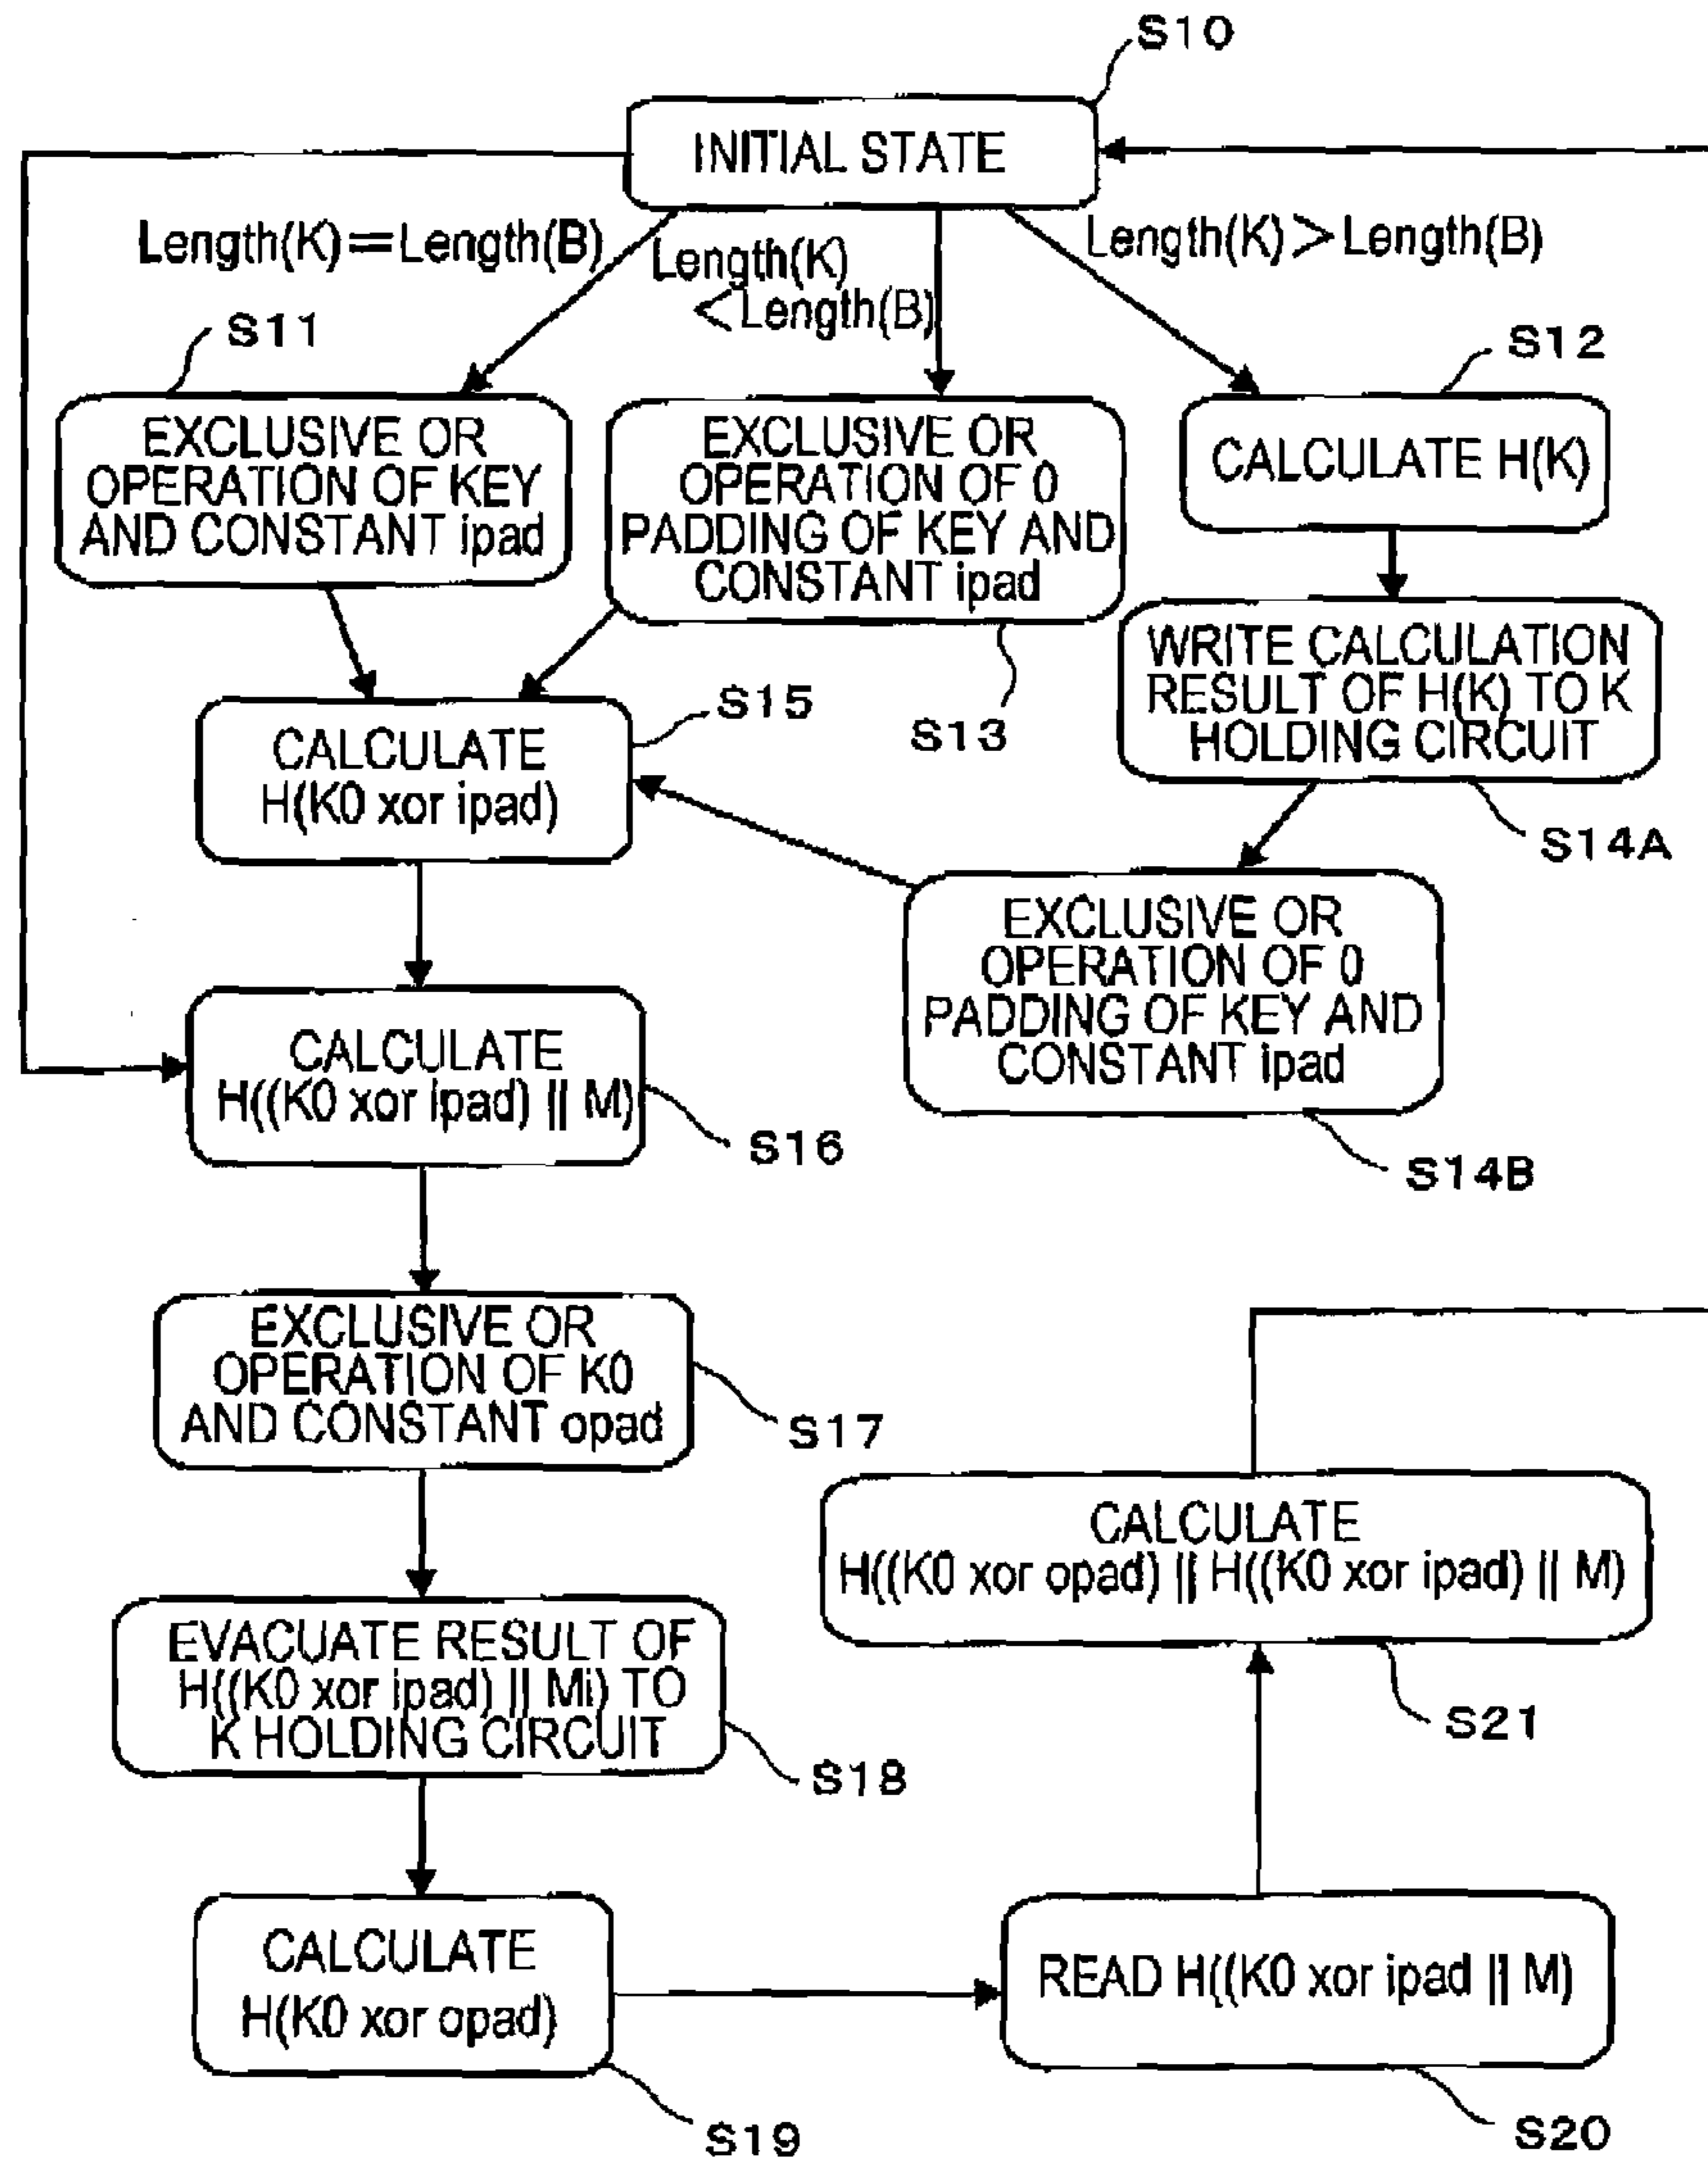 S10
INITIAL STATE
Length(K)=Length(B)
Length(K)
<Length(B)
Length(K)>Length(B)
S11
EXCLUSIVE OR
OPERATION OF KEY
AND CONSTANT ipad
EXCLUSIVE OR
OPERATION OF 0
PADDING OF KEY AND
CONSTANT ipad
S13
S12
CALCULATE H(K)
WRITE CALCULATION
RESULT OF H(K) TO K
HOLDING CIRCUIT
S14A
S15
CALCULATE
H(K0 xor ipad)
EXCLUSIVE OR
OPERATION OF 0
PADDING OF KEY AND
CONSTANT ipad
S14B
CALCULATE
H((K0 xor ipad) || M)
S16
EXCLUSIVE OR
OPERATION OF K0
AND CONSTANT opad
S17
EVACUATE RESULT OF
H((K0 xor ipad) || Mi) TO
K HOLDING CIRCUIT
S18
CALCULATE
H(K0 xor opad)
S19
READ H((K0 xor ipad || M)
S20
CALCULATE
H((K0 xor opad) || H((K0 xor ipad) || M)
S21